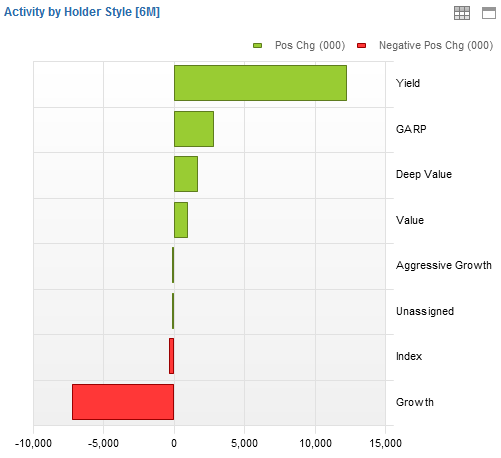 Activity by Holder Style [6M]
Pos Chg (000) Negative Pos Chg (000)
Yield
GARP
Deep Value
Value
Aggressive Growth
Unassigned
Index
Growth
-10,000 -5,000 0 5,000 10,000 15,000